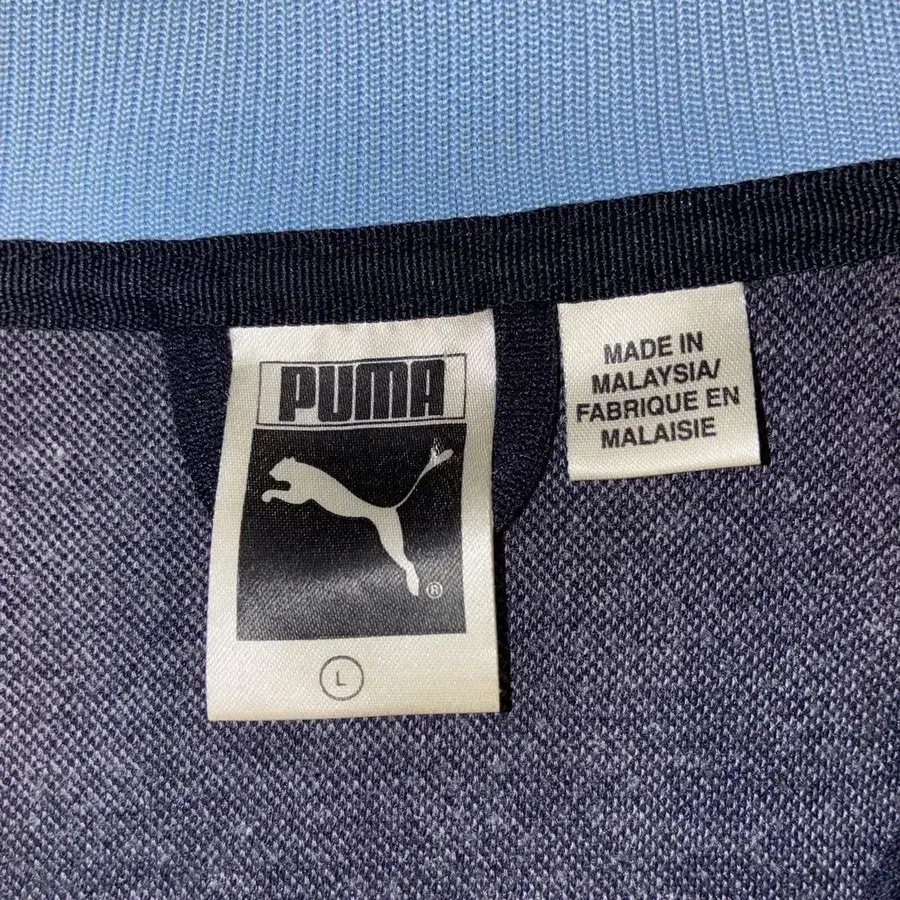 PUMA
®
L
MADE IN
MALAYSIA/
FABRIQUE EN
MALAISIE